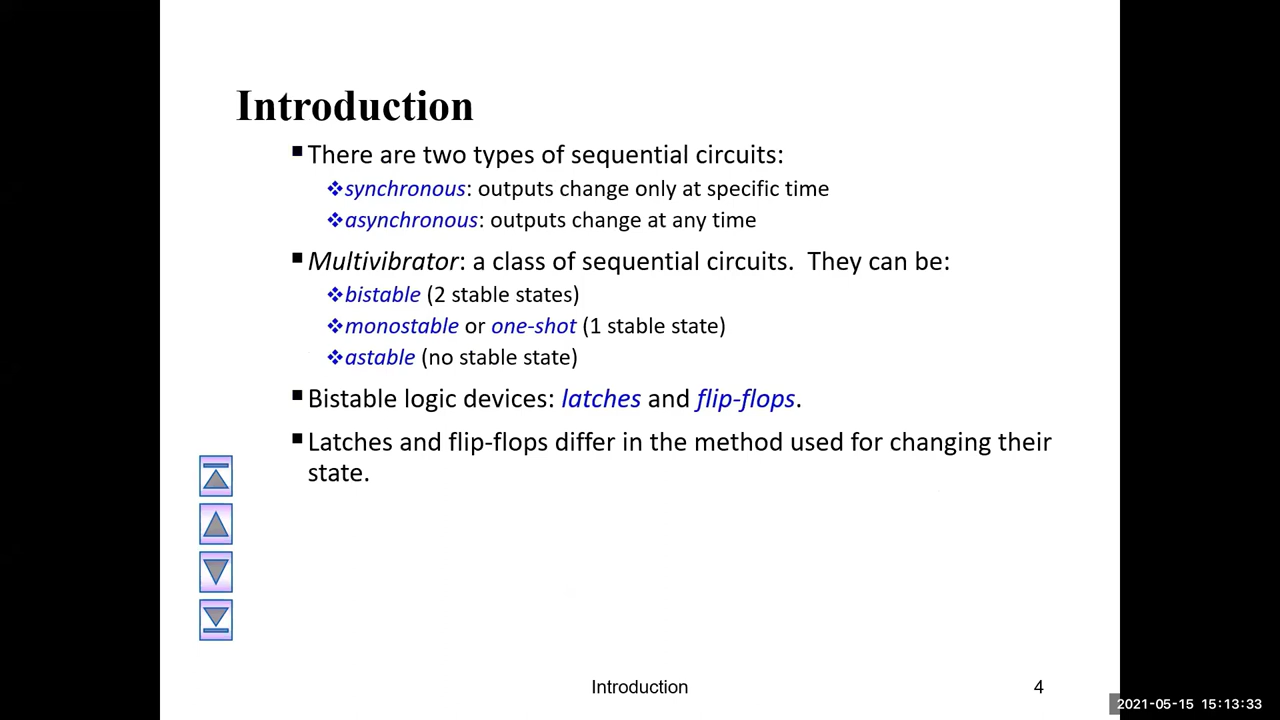 Introduction
▪ There are two types of sequential circuits:
❖ synchronous: outputs change only at specific time
❖ asynchronous: outputs change at any time
▪ Multivibrator: a class of sequential circuits.  They can be:
❖ bistable (2 stable states)
❖ monostable or one-shot (1 stable state)
❖ astable (no stable state)
▪ Bistable logic devices: latches and flip-flops.
▪ Latches and flip-flops differ in the method used for changing their
state.
Introduction
4
2021-05-15 15:13:33